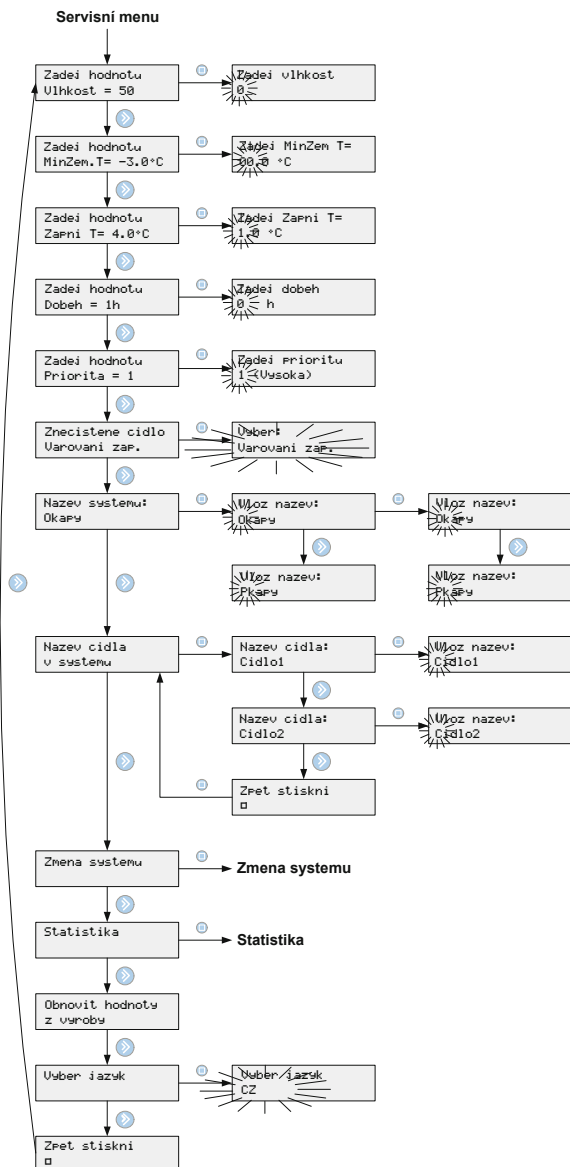 Servisní menu
Zadej hodnotu
Vlhkost = 50
Zadej vlhkost
0
Zadej hodnotu
MinZem.T= -3.0°C
Zadej MinZem T=
00.0 °C
Zadej hodnotu
Zapni T= 4.0°C
Zadej Zapni T=
1.0 °C
Zadej hodnotu
Dobeh = 1h
Zadej dobeh
0 h
Zadej hodnotu
Priorita = 1
Zadej prioritu
1 (Vysoka)
Znecistene cidlo
Varovani zap.
Vyber:
Varovani zap.
Nazev systemu:
Okapy
Vloz nazev:
Okapy
Vloz nazev:
Okapy
Vloz nazev:
Pkapy
Vloz nazev:
Pkapy
Nazev cidla
v systemu
Nazev cidla:
Cidlo1
Vloz nazev:
Cidlo1
Nazev cidla:
Cidlo2
Vloz nazev:
Cidlo2
Zpet stiskni
Zmena systemu
Zmena systemu
Statistika
Statistika
Obnovit hodnoty
z vyroby
Vyber jazyk
Vyber jazyk
CZ
Zpet stiskni